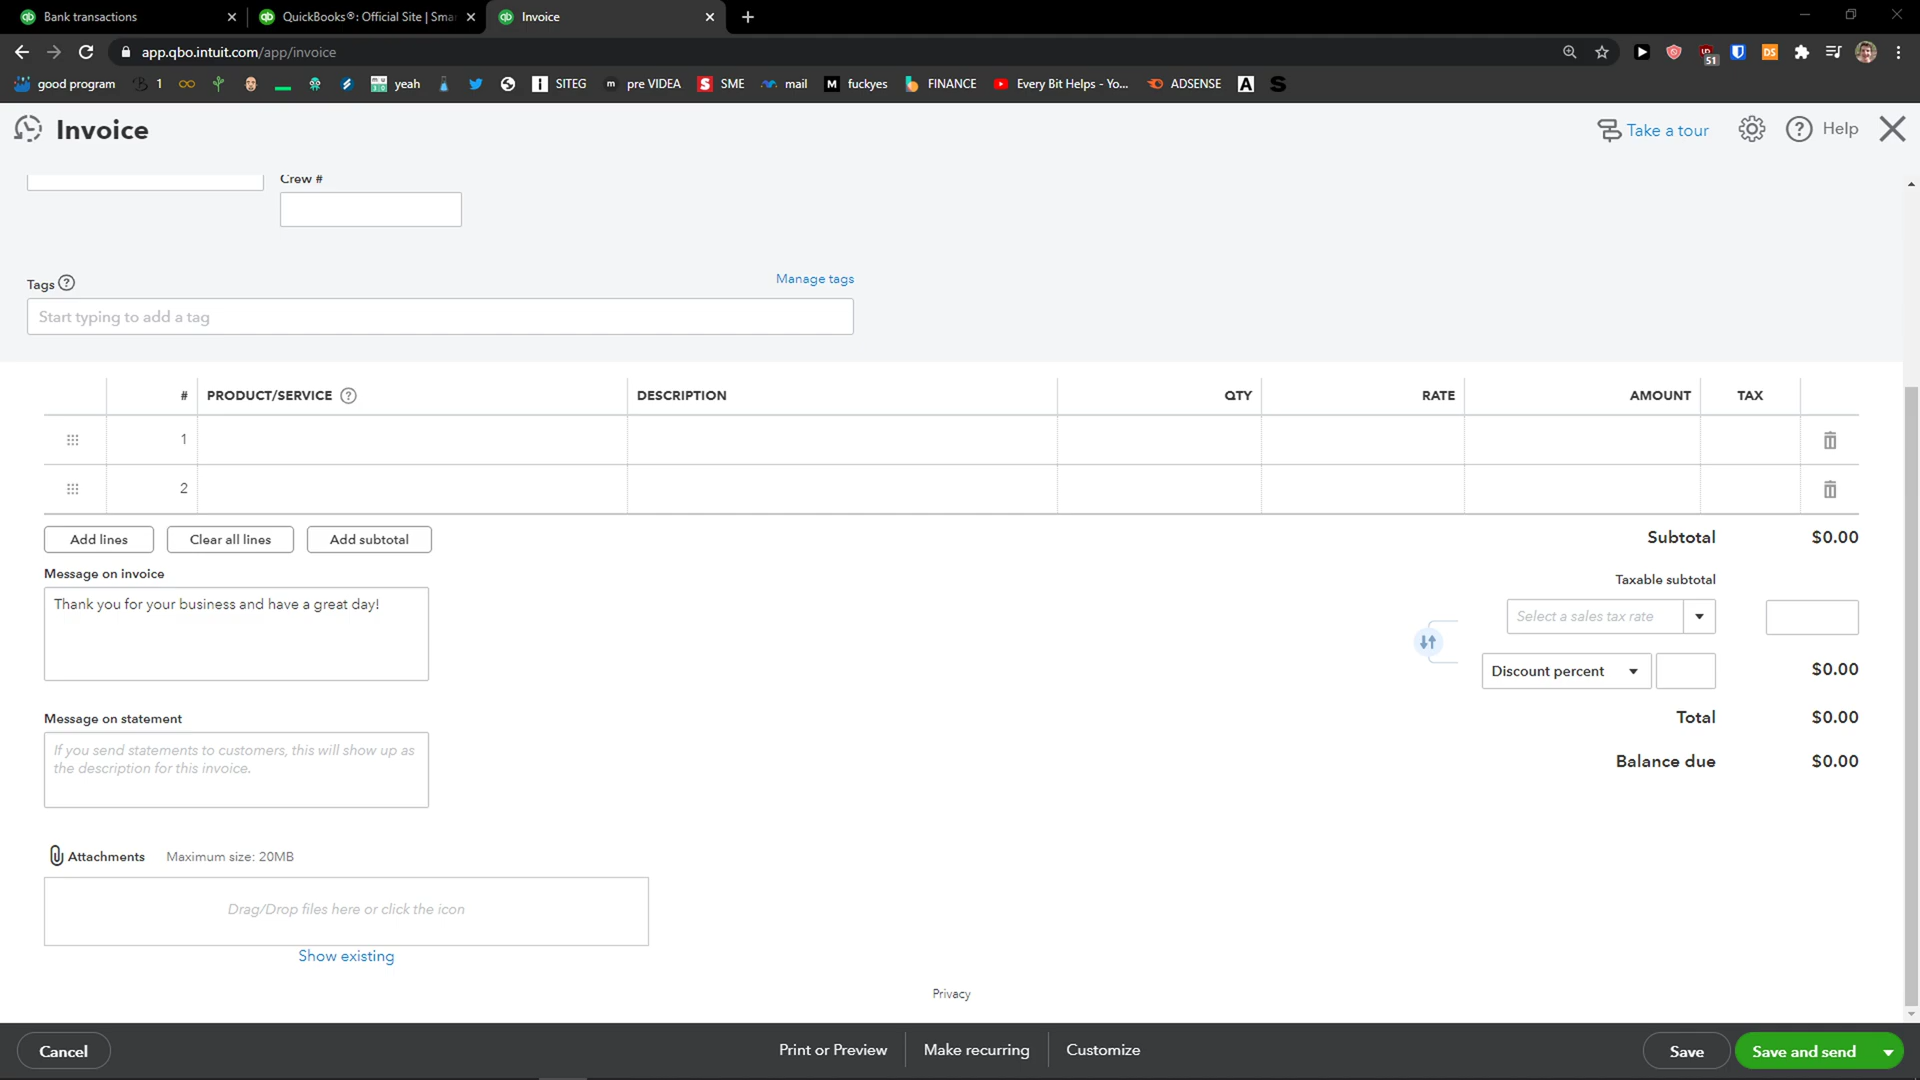 Bank transactions
QuickBooks®: Official Site | Smar
Invoice
app.qbo.intuit.com/app/invoice
51
DS
good program
1
yeah
SITEG
m
pre VIDEA
S
SME
mail
M
fuckyes
FINANCE
Every Bit Helps - Yo...
ADSENSE
A
S
Invoice
Take a tour
Help
Crew #
Tags
Manage tags
Start typing to add a tag
# PRODUCT/SERVICE DESCRIPTION QTY RATE AMOUNT TAX
1
2
Add lines
Clear all lines
Add subtotal
Subtotal $0.00
Message on invoice
Taxable subtotal
Thank you for your business and have a great day!
Select a sales tax rate
Discount percent
$0.00
Message on statement
Total $0.00
If you send statements to customers, this will show up as
the description for this invoice.
Balance due $0.00
Attachments Maximum size: 20MB
Drag/Drop files here or click the icon
Show existing
Privacy
Cancel
Print or Preview
Make recurring
Customize
Save
Save and send